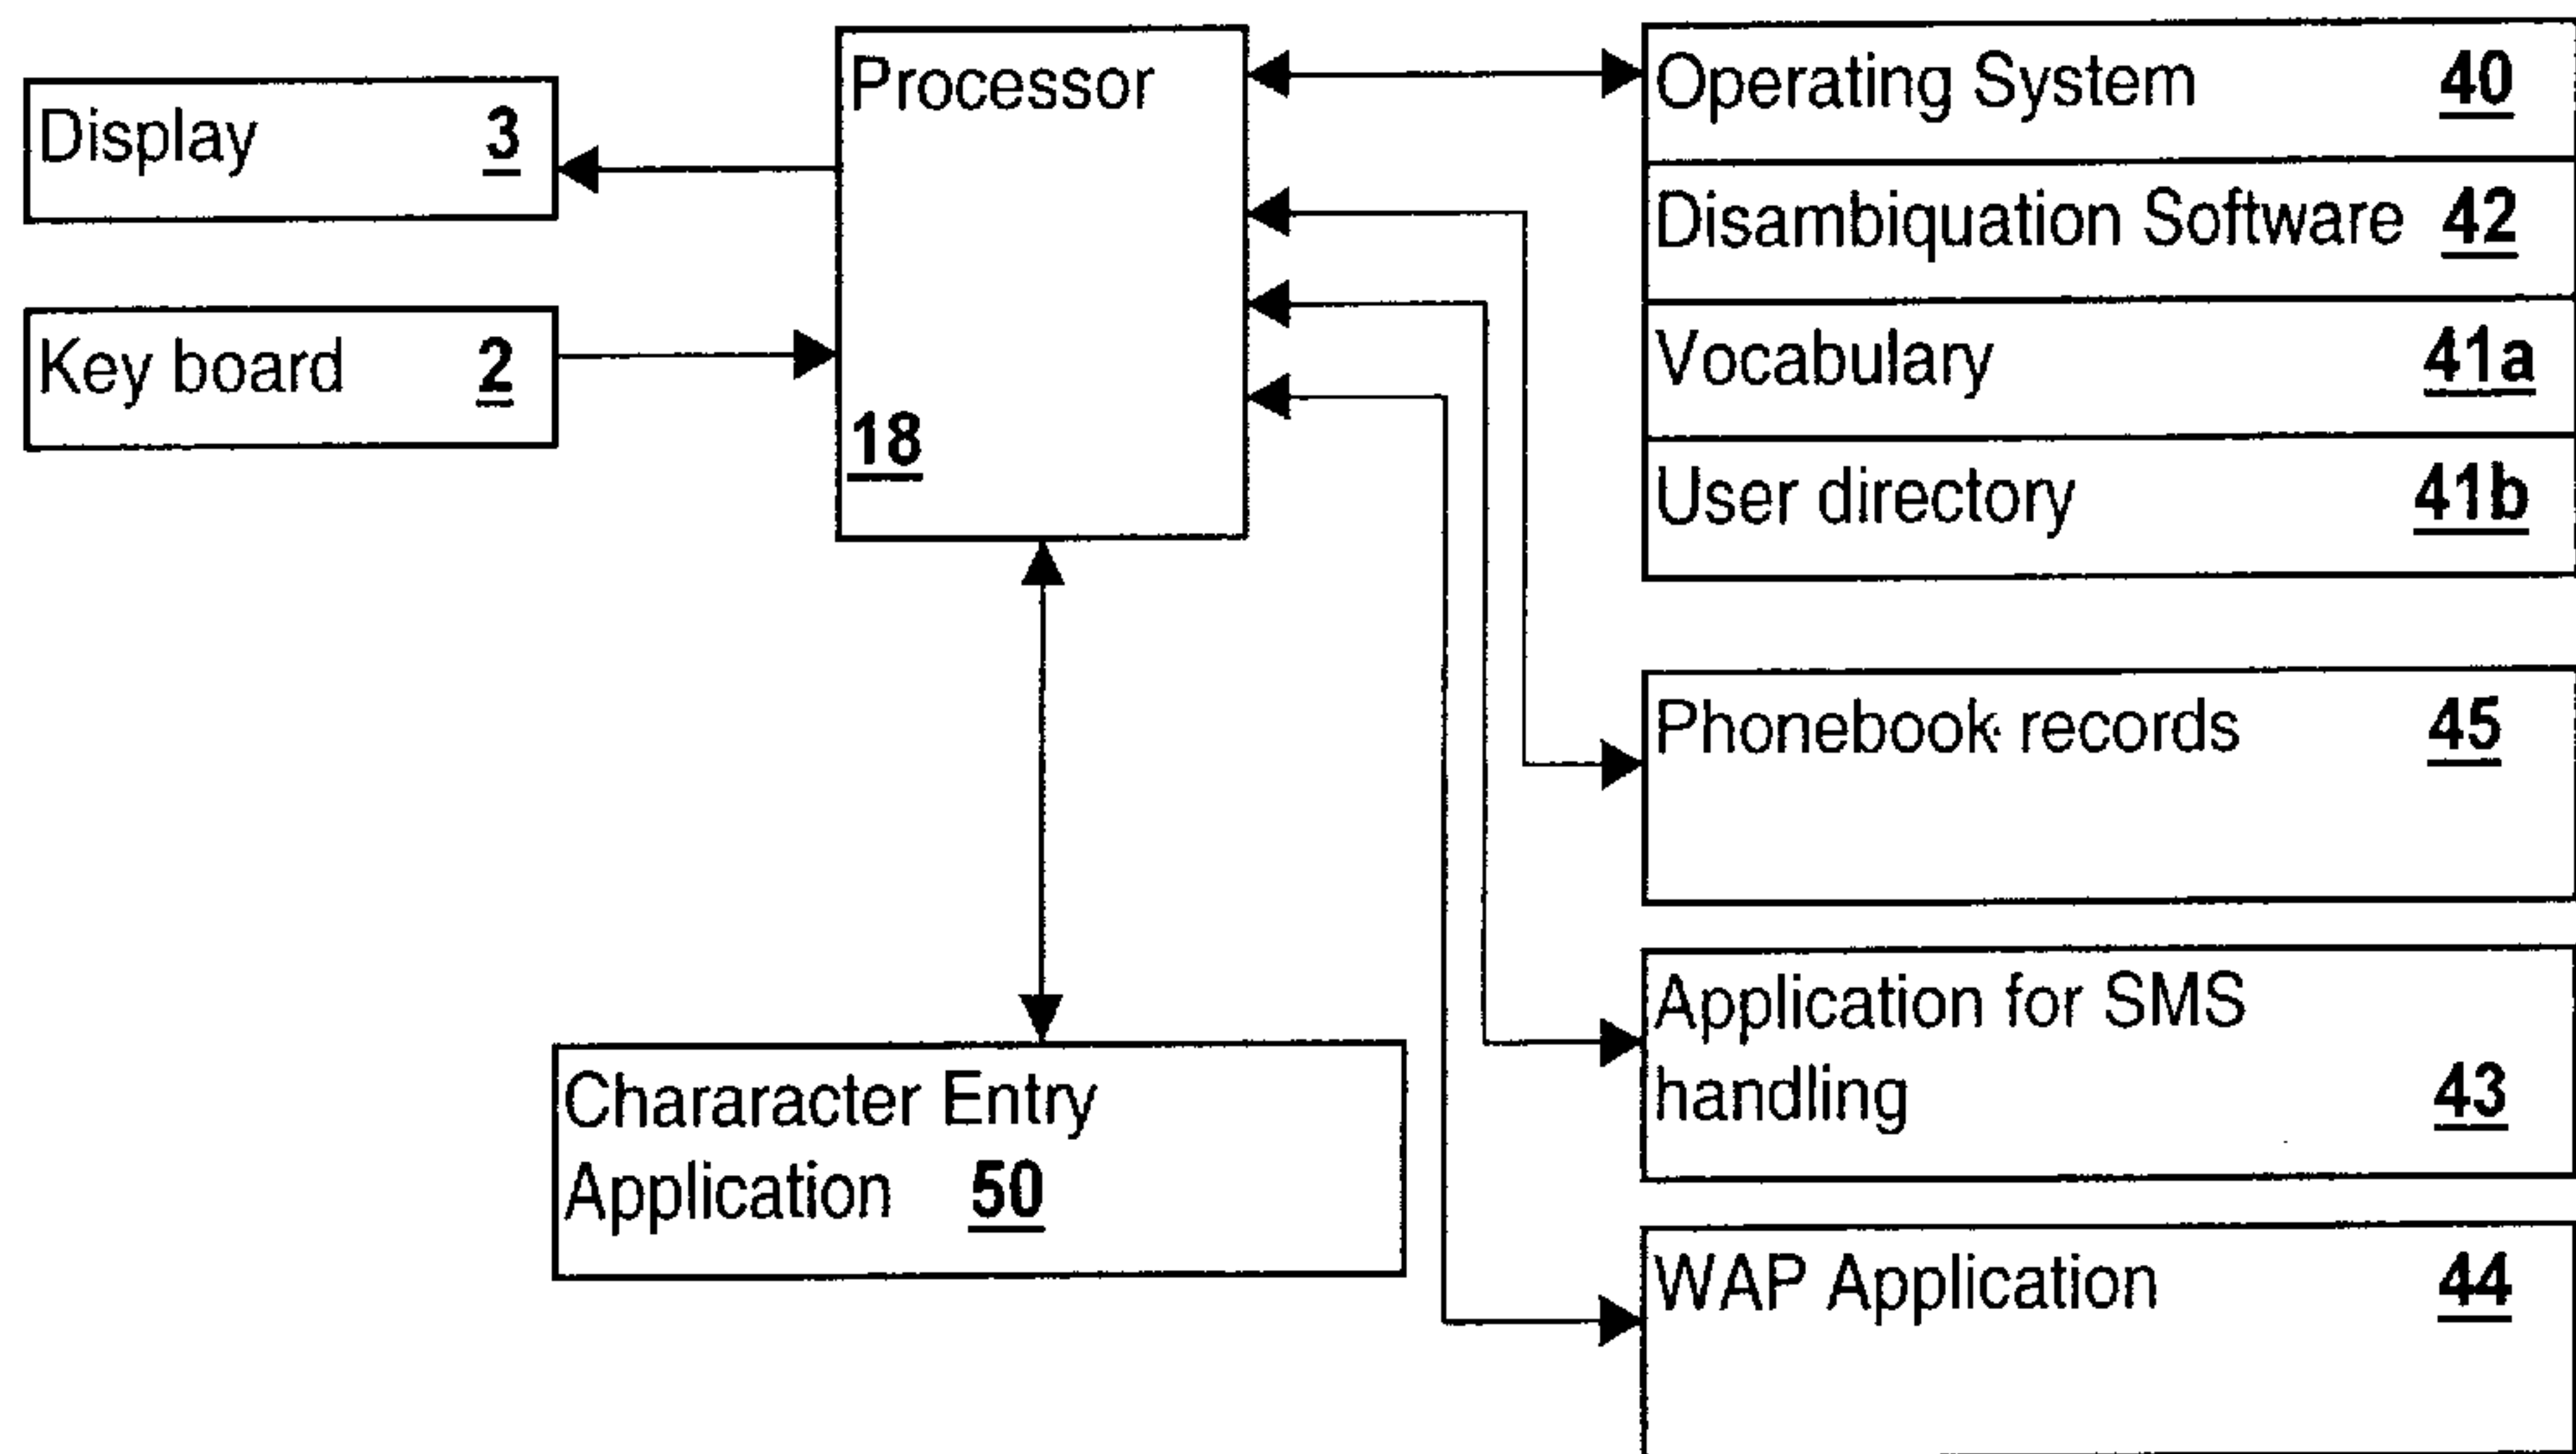 Display 3
Key board 2
Processor
18
Operating System 40
Disambiquation Software 42
Vocabulary 41a
User directory 41b
Phonebook records 45
Application for SMS
handling 43
WAP Application 44
Chararacter Entry
Application 50